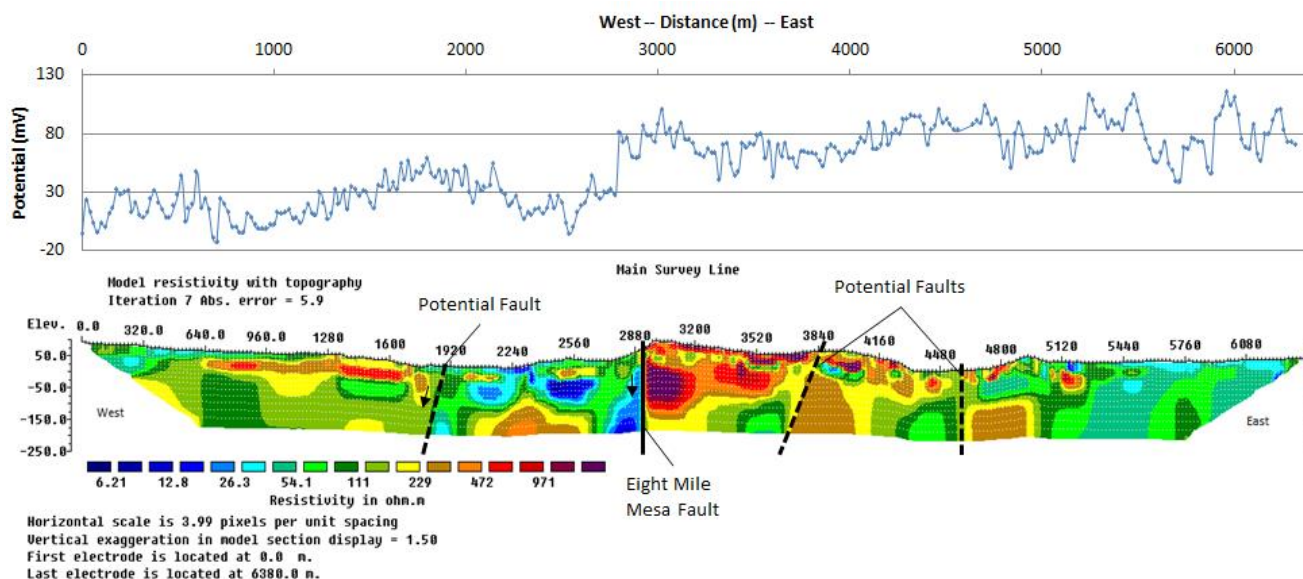 West -- Distance (m) -- East
0 1000 2000 3000 4000 5000 6000
Potential (mV)
130
80
30
-20
Main Survey Line
Model resistivity with topography
Iteration 7 Abs. error = 5.9
Potential Fault
Potential Faults
Elev. 0.0 320.0 640.0 960.0 1280 1600 1920 2240 2560 2880 3200 3520 3840 4160 4480 4800 5120 5440 5760 6080
50.0
-50.0
-150.0
-250.0
West
East
6.21 12.8 26.3 54.1 111 229 472 971
Resistivity in ohm.m
Eight Mile
Mesa Fault
Horizontal scale is 3.99 pixels per unit spacing
Vertical exaggeration in model section display = 1.50
First electrode is located at 0.0 m.
Last electrode is located at 6380.0 m.